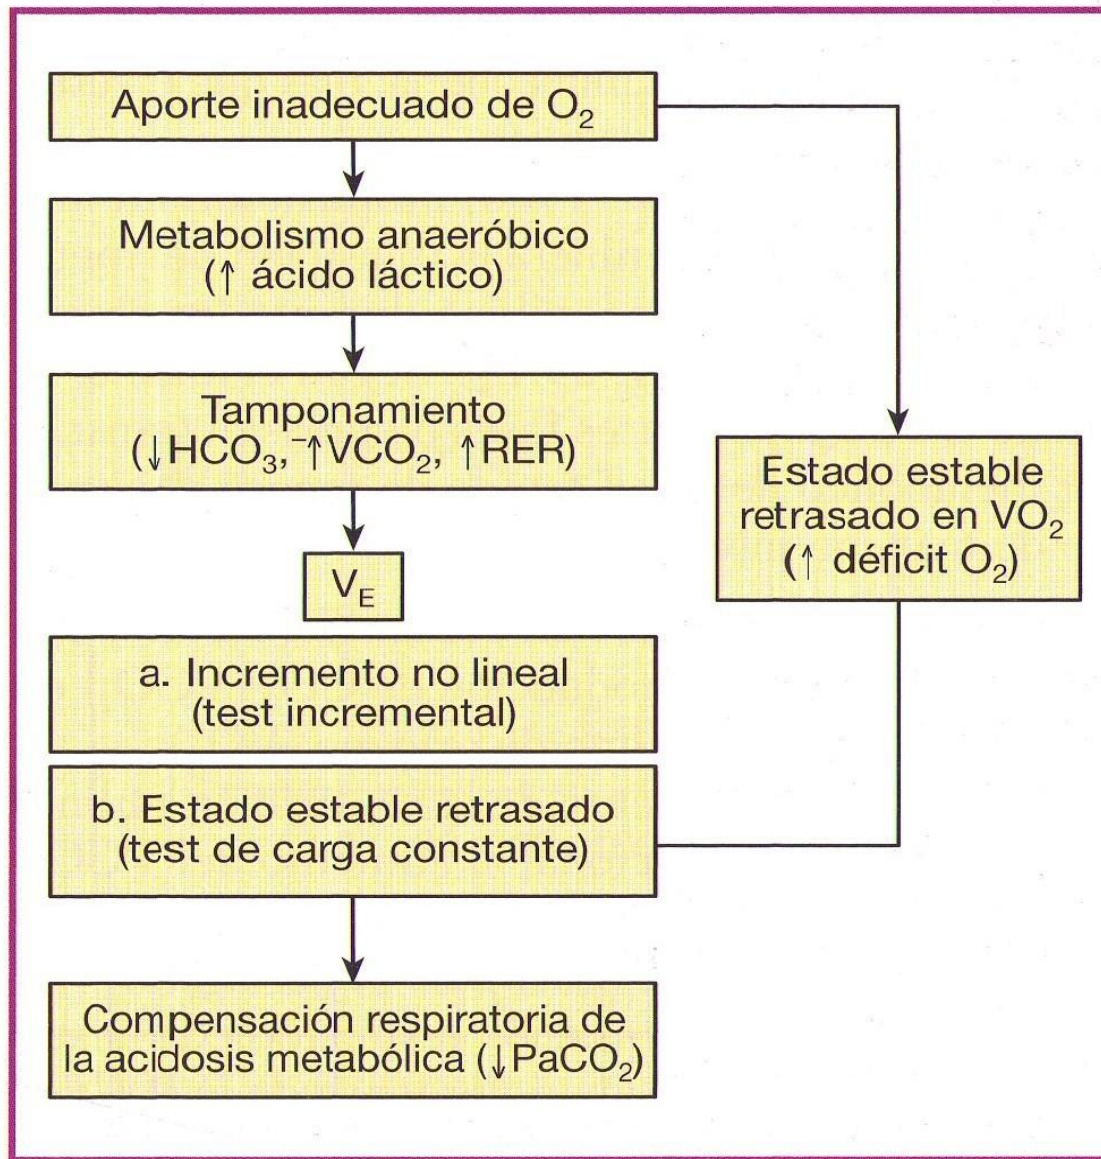 Aporte inadecuado de O₂
Metabolismo anaeróbico
(↑ ácido láctico)
Tamponamiento
(↓HCO₃,⁻↑VCO₂, ↑RER)
Estado estable
retrasado en VO₂
(↑ déficit O₂)
V_E
a. Incremento no lineal
(test incremental)
b. Estado estable retrasado
(test de carga constante)
Compensación respiratoria de
la acidosis metabólica (↓PaCO₂)